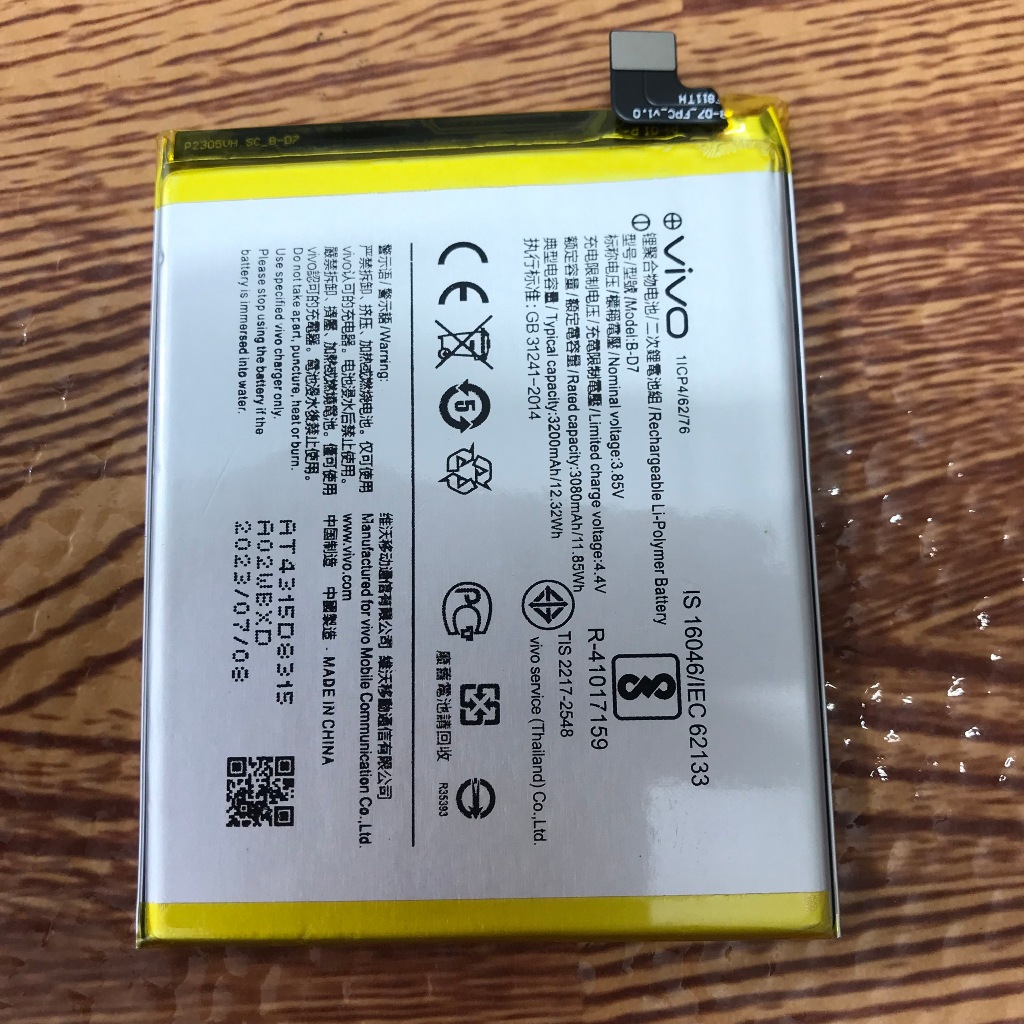 B-D7_FPC_V1.0
T811TH
P2305VH SC_B-D7
vivo
1ICP4/62/76
锂聚合物电池/二次鋰電池組/Rechargeable Li-Polymer Battery
型号/型號/Model:B-D7
标称电压/標稱電壓/Nominal voltage:3.85V
充电限制电压/充電限制電壓/Limited charge voltage:4.4V
额定容量/額定電容量/Rated capacity:3080mAh/11.85Wh
典型电容量/Typical capacity:3200mAh/12.32Wh
执行标准: GB 31241-2014
IS 16046/IEC 62133
R-41017159
TIS 2217-2548
vivo service (Thailand) Co.,Ltd.
CE
5
PC
廢舊電池請回收
R35393
警示语/警示語/Warning:
严禁拆卸、挤压、加热或燃烧电池。仅可使用
vivo认可的充电器。电池浸水后禁止使用。
嚴禁拆卸、擠壓、加熱或燃燒電池。僅可使用
vivo認可的充電器。電池浸水後禁止使用。
Do not take apart, puncture, heat or burn.
Use specified vivo charger only.
Please stop using the battery if the
battery is immersed in water.
维沃移动通信有限公司 維沃移動通信有限公司
Manufactured for vivo Mobile Communication Co.,Ltd.
www.vivo.com
中国制造 中國製造 · MADE IN CHINA
AT4315D8315
A02WBXD
2023/07/08